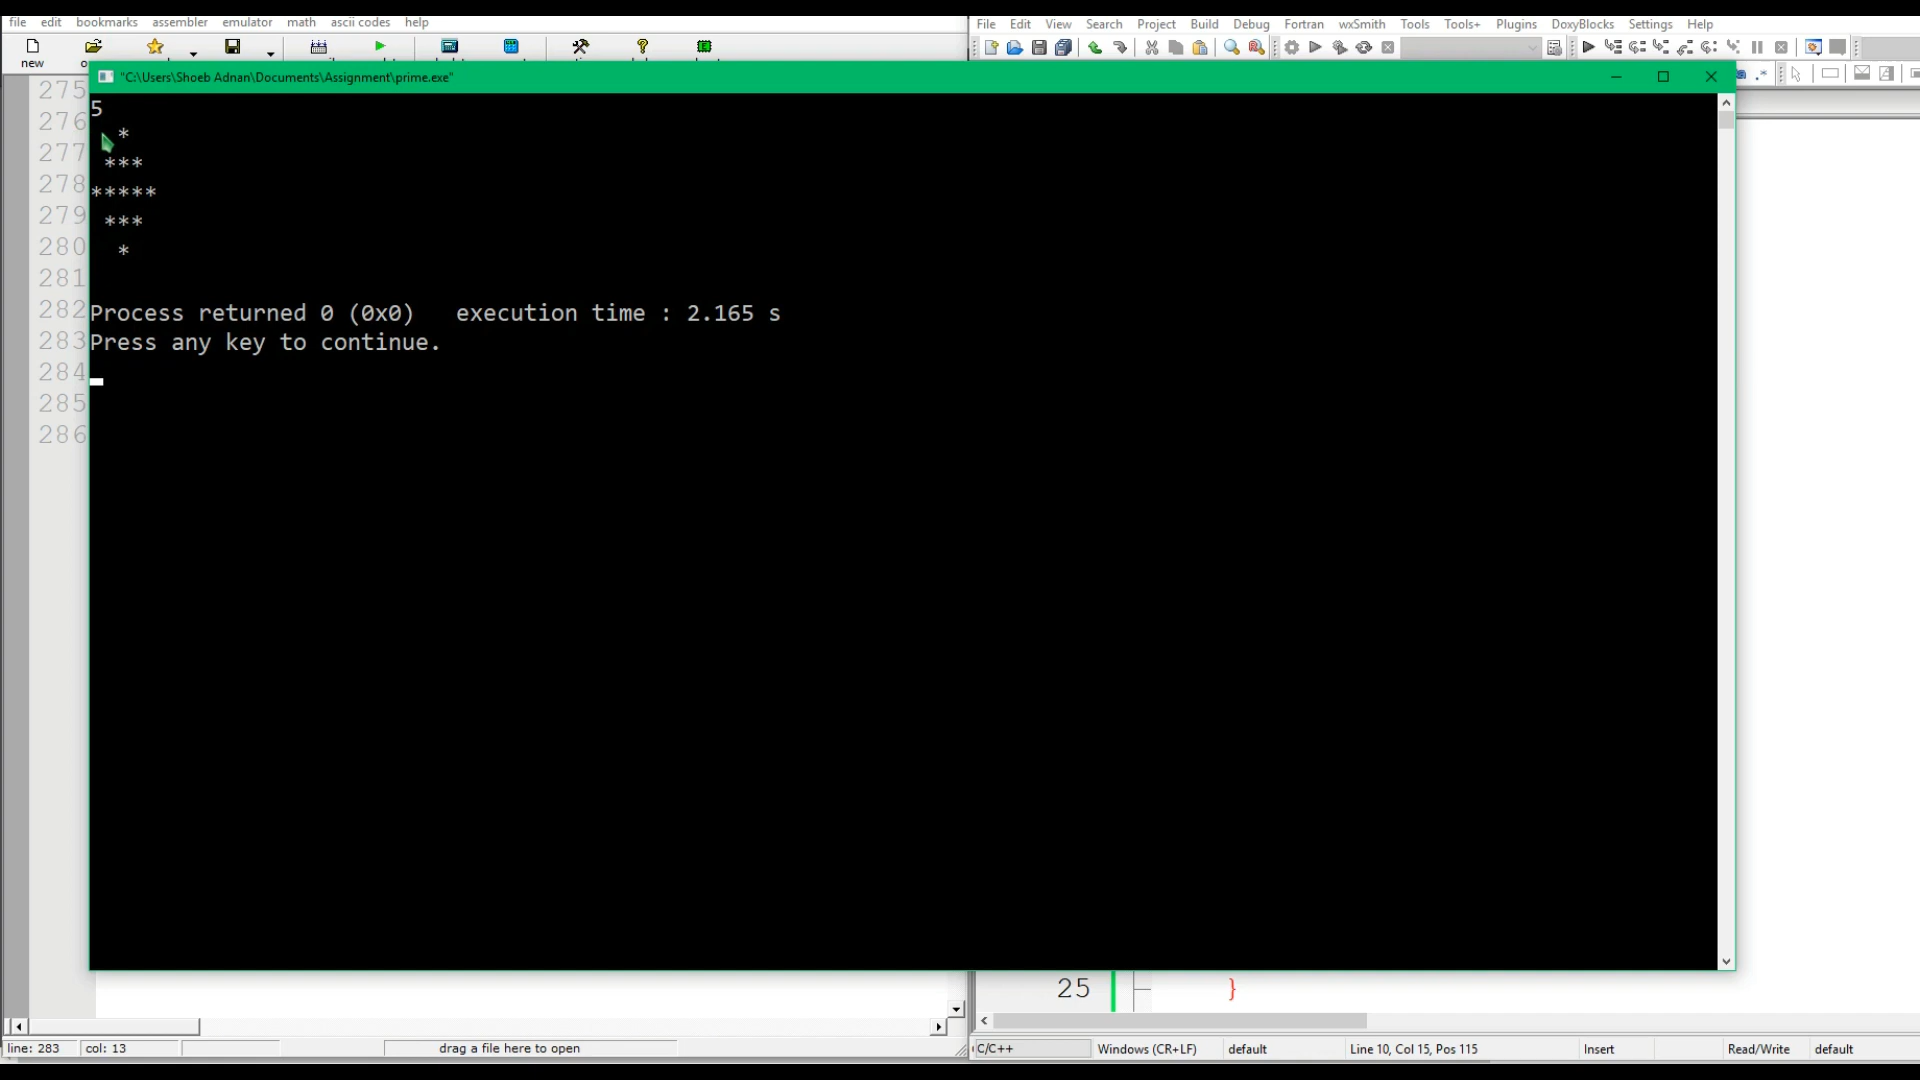 file edit bookmarks assembler emulator math ascii codes help
File Edit View Search Project Build Debug Fortran wxSmith Tools Tools+ Plugins DoxyBlocks Settings Help
new
"C:\Users\Shoeb Adnan\Documents\Assignment\prime.exe"
275
276
277
278
279
280
281
282
283
284
285
286
5
  *
 ***
*****
 ***
  *
Process returned 0 (0x0)   execution time : 2.165 s
Press any key to continue.
25 }
line: 283 col: 13 drag a file here to open
C/C++ Windows (CR+LF) default Line 10, Col 15, Pos 115 Insert Read/Write default